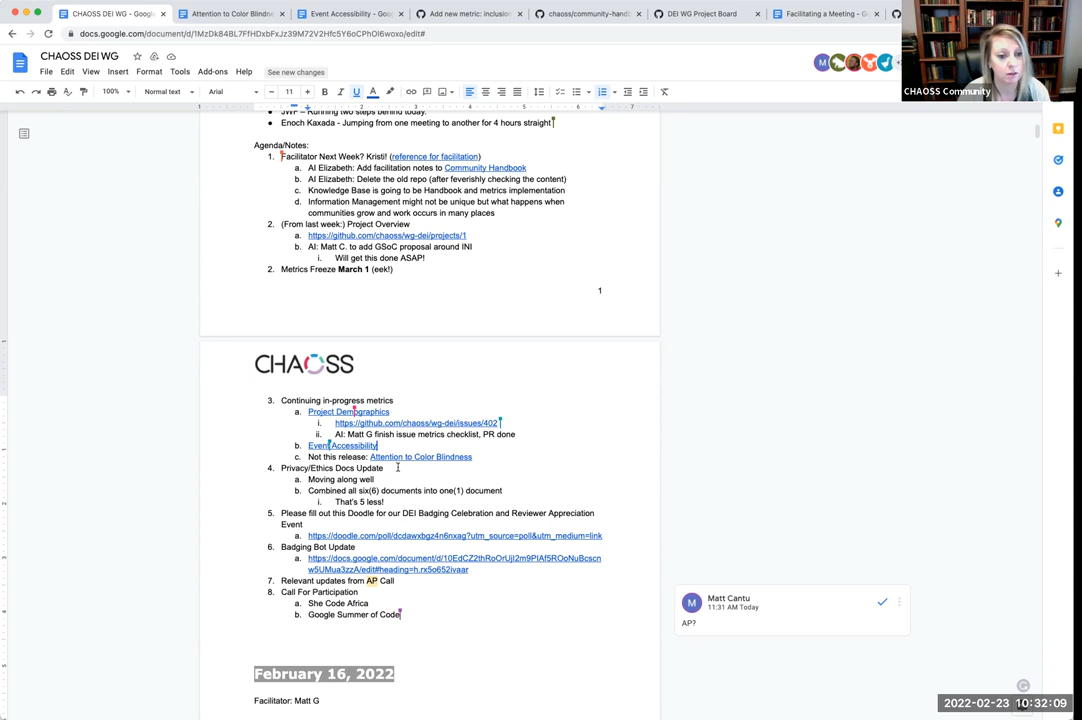 CHAOSS DEI WG - Google
Attention to Color Blindne
Event Accessibility - Goo
Add new metric: inclusion
chaoss/community-handb
DEI WG Project Board
Facilitating a Meeting - G
docs.google.com/document/d/1MzDk84BL7FfHDxbFxJz39M72V2Hfc5Y6oCPhOl6woxo/edit#
CHAOSS DEI WG
File Edit View Insert Format Tools Add-ons Help See new changes
100% Normal text Arial 11
CHAOSS Community
JWF – Running two steps behind today.
Enoch Kaxada - Jumping from one meeting to another for 4 hours straight
Agenda/Notes:
1. Facilitator Next Week? Kristi! (reference for facilitation)
a. AI Elizabeth: Add facilitation notes to Community Handbook
b. AI Elizabeth: Delete the old repo (after feverishly checking the content)
c. Knowledge Base is going to be Handbook and metrics implementation
d. Information Management might not be unique but what happens when
communities grow and work occurs in many places
2. (From last week:) Project Overview
a. https://github.com/chaoss/wg-dei/projects/1
b. AI: Matt C. to add GSoC proposal around INI
i. Will get this done ASAP!
2. Metrics Freeze March 1 (eek!)
1
CHAOSS
3. Continuing in-progress metrics
a. Project Demographics
i. https://github.com/chaoss/wg-dei/issues/402
ii. AI: Matt G finish issue metrics checklist, PR done
b. Event Accessibility
c. Not this release: Attention to Color Blindness
4. Privacy/Ethics Docs Update
a. Moving along well
b. Combined all six(6) documents into one(1) document
i. That's 5 less!
5. Please fill out this Doodle for our DEI Badging Celebration and Reviewer Appreciation
Event
a. https://doodle.com/poll/dcdawxbgz4n6nxag?utm_source=poll&utm_medium=link
6. Badging Bot Update
a. https://docs.google.com/document/d/10EdCZ2thRoOrUjI2m9PIAf5ROoNuBcscn
w5UMua3zzA/edit#heading=h.rx5o652ivaar
7. Relevant updates from AP Call
8. Call For Participation
a. She Code Africa
b. Google Summer of Code
Matt Cantu
11:31 AM Today
AP?
February 16, 2022
Facilitator: Matt G
2022-02-23 10:32:09